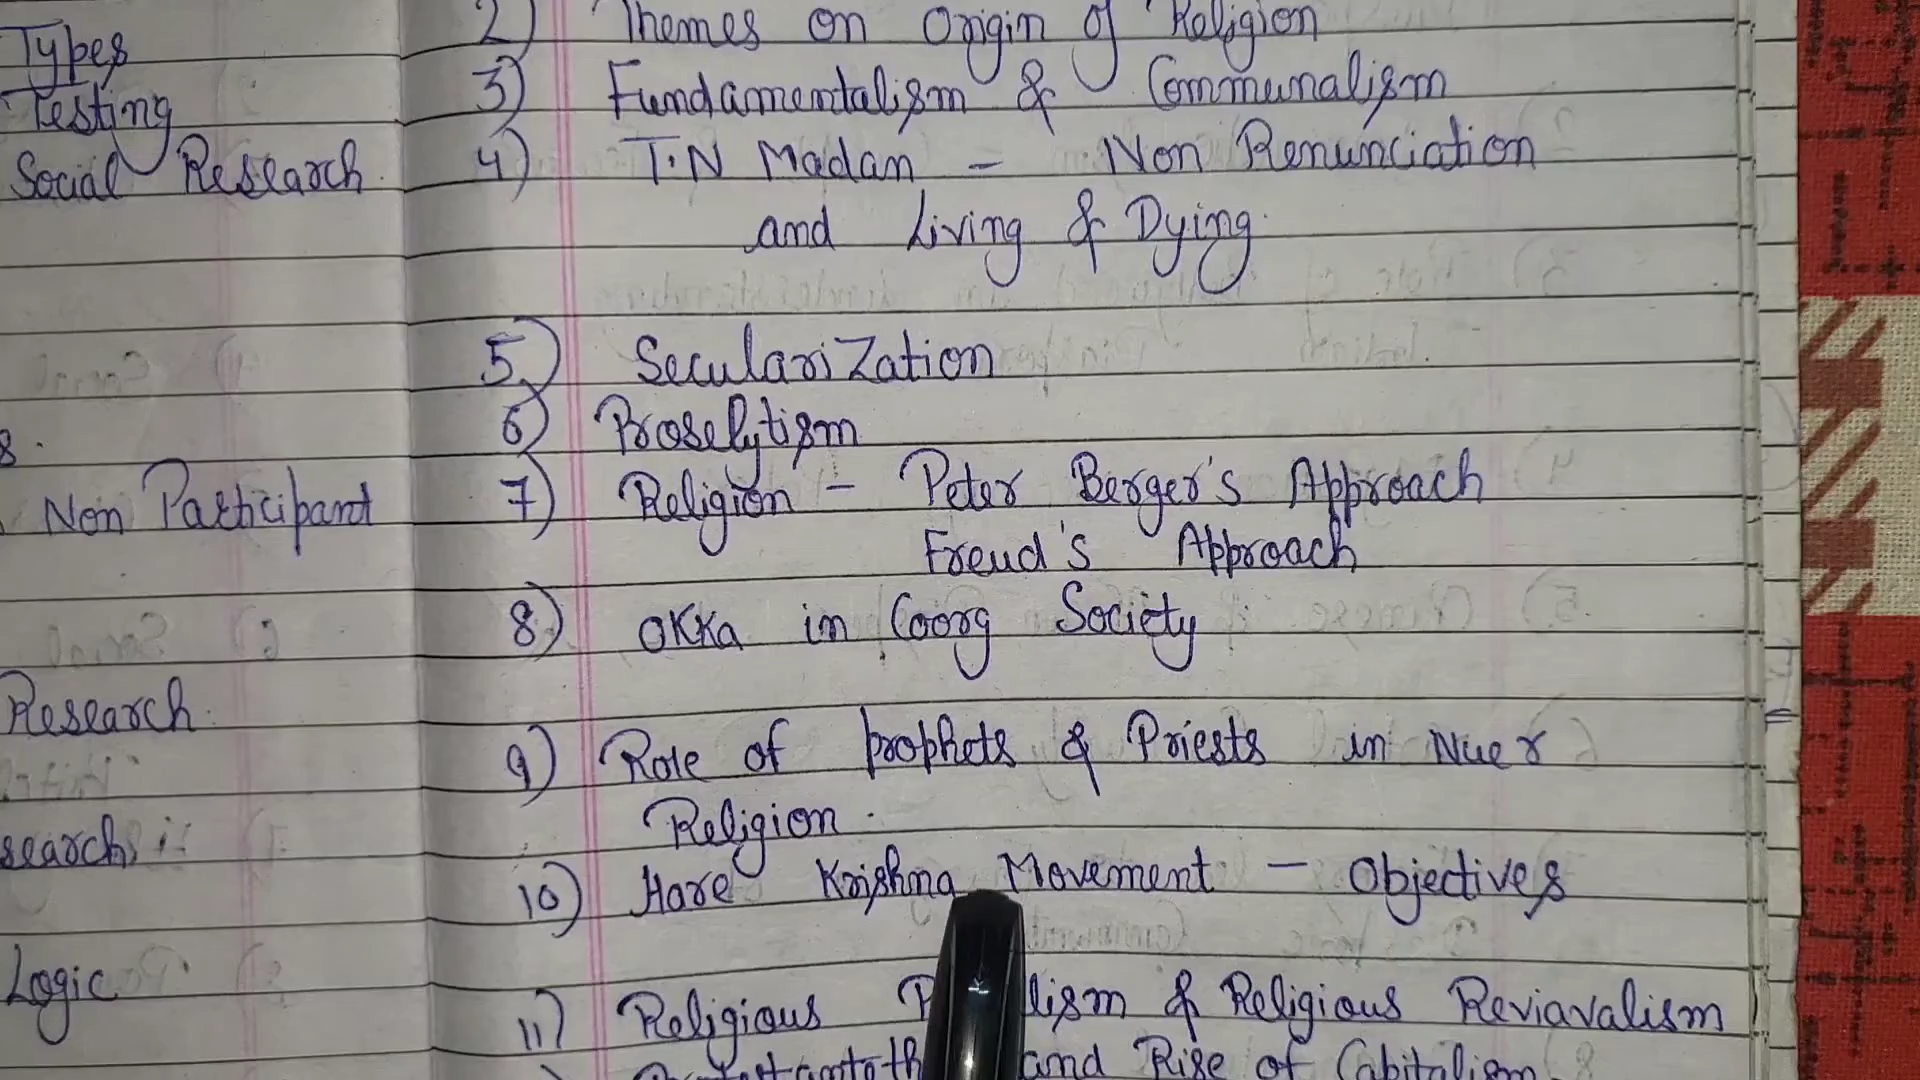 Types
Testing
Social Research
8.
Non Participant
Research
search
Logic
2) Themes on Origin of Religion
3) Fundamentalism & Communalism
4) T.N Madan - Non Renunciation
and Living & Dying.
5) Secularization
6) Proselytism
7) Religion - Peter Berger's Approach
Freud's Approach
8) OKKa in Coorg Society
9) Role of prophets & Priests in Nuer
Religion.
10) Hare Krishna Movement - Objectives
11) Religious & Religious Reviavalism
and Rise of Capitalism